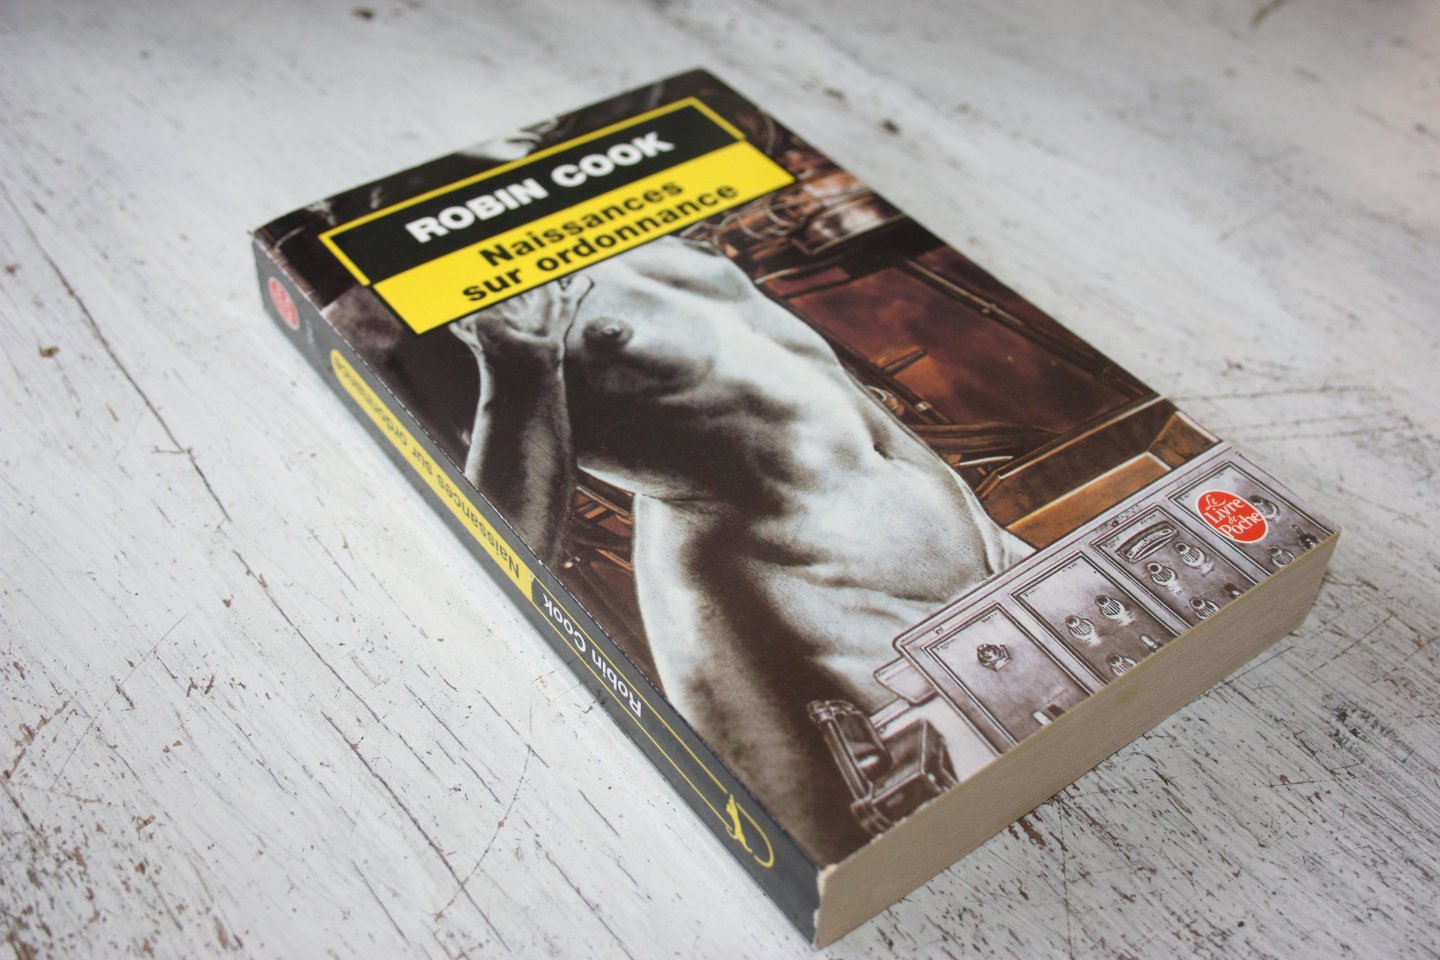 ROBIN COOK
Naissances
sur ordonnance
Le
Livre
de
Poche
Robin Cook
Naissances sur ordonnance